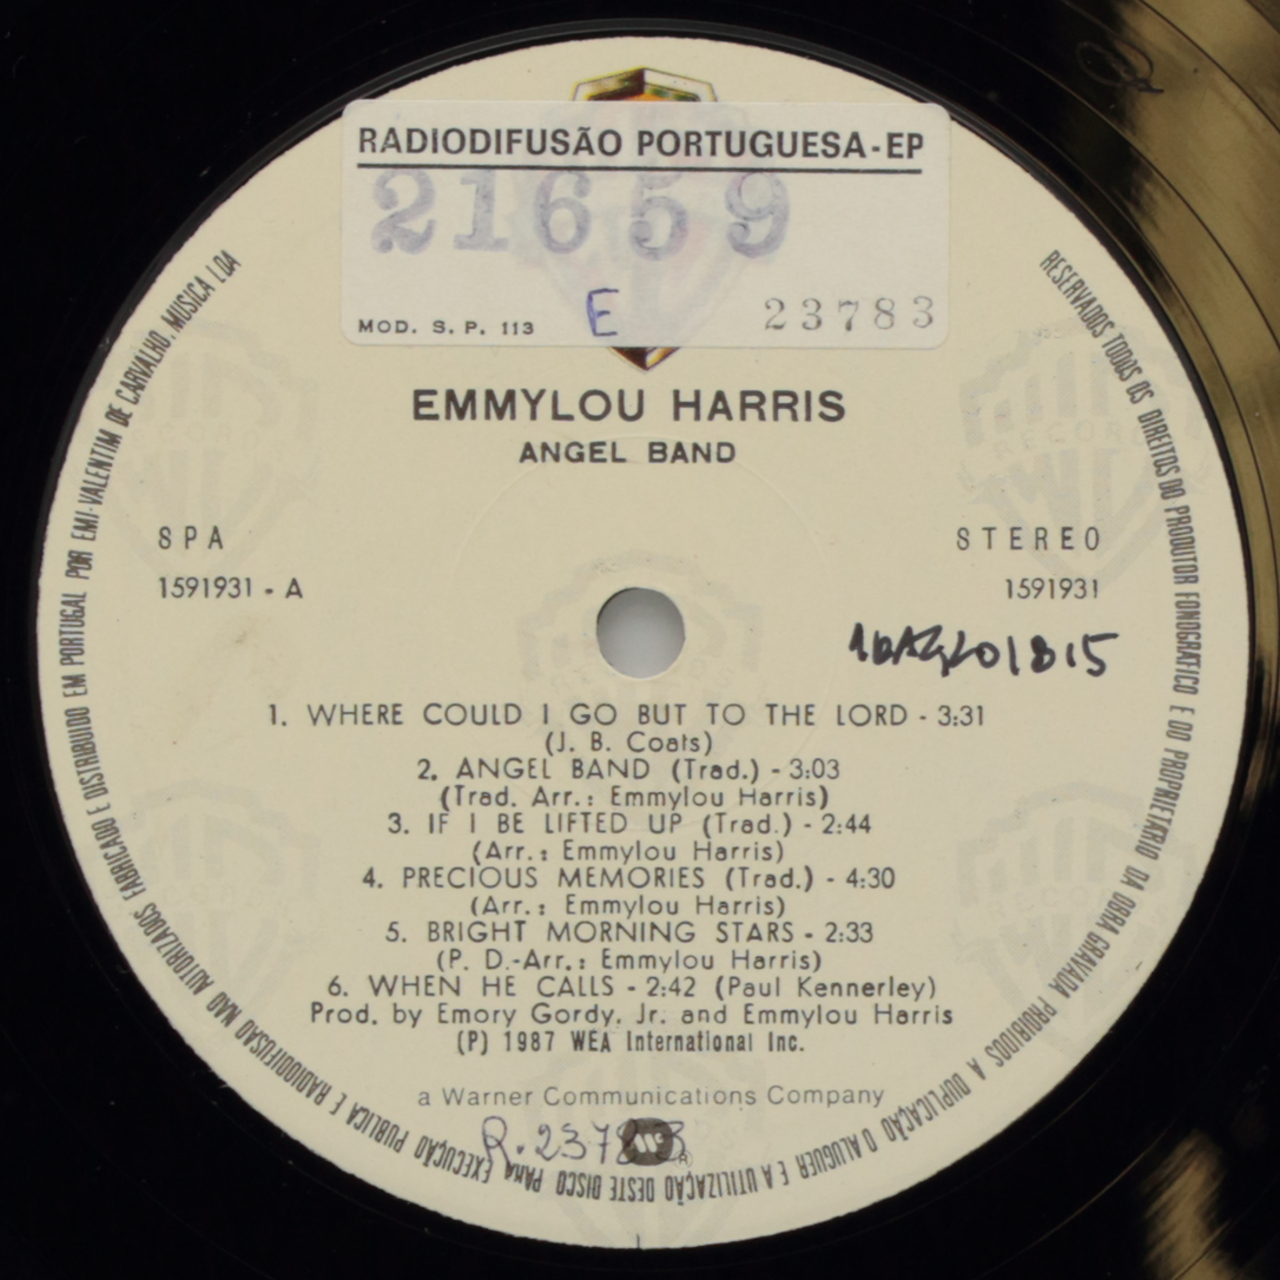 RADIODIFUSÃO PORTUGUESA-EP
21659
MOD. S. P. 113 E 23783
EMMYLOU HARRIS
ANGEL BAND
SPA STEREO
1591931 - A 1591931
1. WHERE COULD I GO BUT TO THE LORD - 3:31
(J. B. Coats)
2. ANGEL BAND (Trad.) - 3:03
(Trad. Arr.: Emmylou Harris)
3. IF I BE LIFTED UP (Trad.) - 2:44
(Arr.: Emmylou Harris)
4. PRECIOUS MEMORIES (Trad.) - 4:30
(Arr.: Emmylou Harris)
5. BRIGHT MORNING STARS - 2:33
(P. D.-Arr.: Emmylou Harris)
6. WHEN HE CALLS - 2:42 (Paul Kennerley)
Prod. by Emory Gordy, Jr. and Emmylou Harris
(P) 1987 WEA International Inc.
a Warner Communications Company
R.23783
RESERVADOS TODOS OS DIREITOS DO PRODUTOR FONOGRAFICO E DO PROPRIETARIO DA OBRA GRAVADA PROIBIDOS A DUPLICAÇÃO O ALUGUER E A UTILIZAÇÃO DESTE DISCO PARA EXECUÇÃO PUBLICA E RADIODIFUSÃO NAO AUTORIZADOS FABRICADO E DISTRIBUIDO EM PORTUGAL POR EMI-VALENTIM DE CARVALHO, MUSICA LDA